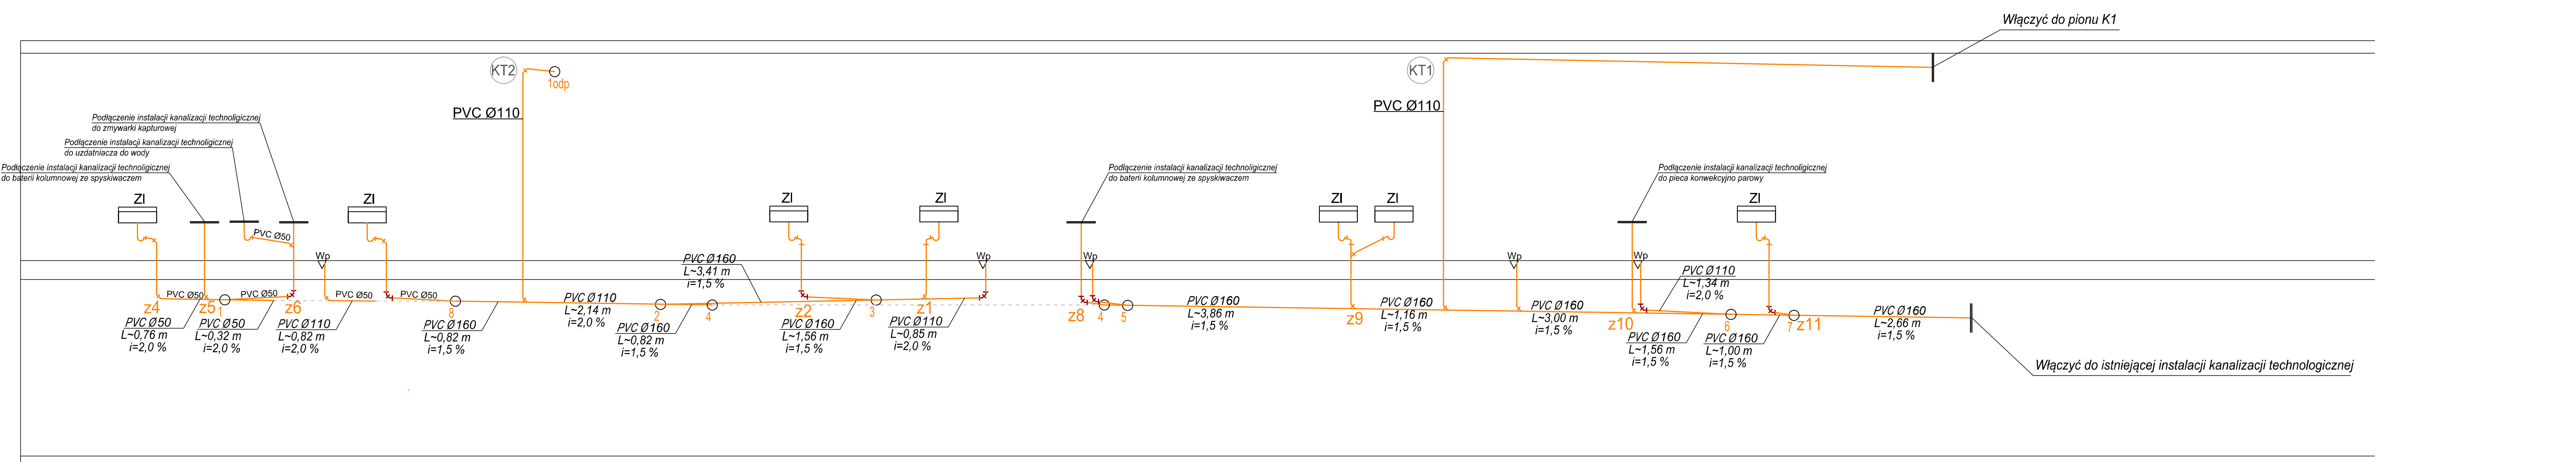 Włączyć do pionu K1
KT2
1odp
KT1
PVC Ø110
PVC Ø110
Podłączenie instalacji kanalizacji technoligicznej
do zmywarki kapturowej
Podłączenie instalacji kanalizacji technoligicznej
do uzdatniacza do wody
Podłączenie instalacji kanalizacji technoligicznej
do baterii kolumnowej ze spyskiwaczem
Podłączenie instalacji kanalizacji technoligicznej
do baterii kolumnowej ze spyskiwaczem
Podłączenie instalacji kanalizacji technoligicznej
do pieca konwekcyjno parowy
ZI
ZI
ZI
ZI
ZI
ZI
ZI
PVC Ø50
Wp
Wp
Wp
Wp
Wp
PVC Ø50
PVC Ø50
PVC Ø50
PVC Ø50
z4
z5
1
z6
8
2
4
z2
3
z1
z8
4
5
z9
z10
6
7
z11
PVC Ø50
L~0,76 m
i=2,0 %
PVC Ø50
L~0,32 m
i=2,0 %
PVC Ø110
L~0,82 m
i=2,0 %
PVC Ø160
L~0,82 m
i=1,5 %
PVC Ø110
L~2,14 m
i=2,0 %
PVC Ø160
L~0,82 m
i=1,5 %
PVC Ø160
L~3,41 m
i=1,5 %
PVC Ø160
L~1,56 m
i=1,5 %
PVC Ø110
L~0,85 m
i=2,0 %
PVC Ø160
L~3,86 m
i=1,5 %
PVC Ø160
L~1,16 m
i=1,5 %
PVC Ø160
L~3,00 m
i=1,5 %
PVC Ø110
L~1,34 m
i=2,0 %
PVC Ø160
L~1,56 m
i=1,5 %
PVC Ø160
L~1,00 m
i=1,5 %
PVC Ø160
L~2,66 m
i=1,5 %
Włączyć do istniejącej instalacji kanalizacji technologicznej